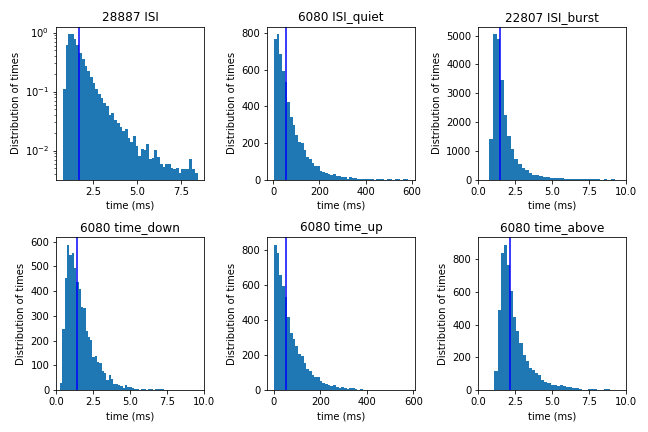 28887 ISI
6080 ISI_quiet
22807 ISI_burst
Distribution of times
10⁰
10⁻¹
10⁻²
2.5 5.0 7.5
time (ms)
Distribution of times
800
600
400
200
0
0 200 400 600
time (ms)
Distribution of times
5000
4000
3000
2000
1000
0
0.0 2.5 5.0 7.5 10.0
time (ms)
6080 time_down
6080 time_up
6080 time_above
Distribution of times
600
500
400
300
200
100
0
0.0 2.5 5.0 7.5 10.0
time (ms)
Distribution of times
800
600
400
200
0
0 200 400 600
time (ms)
Distribution of times
800
600
400
200
0
0.0 2.5 5.0 7.5 10.0
time (ms)